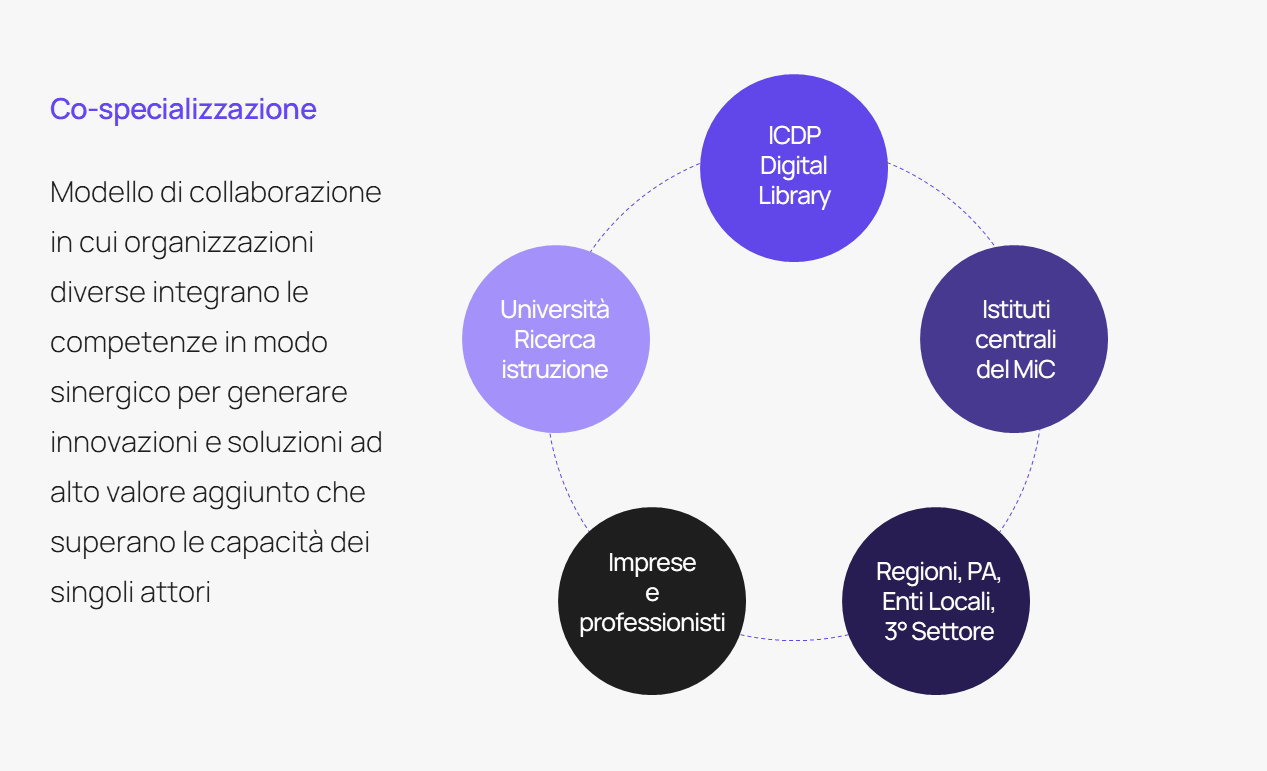 Co-specializzazione
Modello di collaborazione
in cui organizzazioni
diverse integrano le
competenze in modo
sinergico per generare
innovazioni e soluzioni ad
alto valore aggiunto che
superano le capacità dei
singoli attori
ICDP
Digital
Library
Istituti
centrali
del MiC
Regioni, PA,
Enti Locali,
3° Settore
Imprese
e
professionisti
Università
Ricerca
istruzione